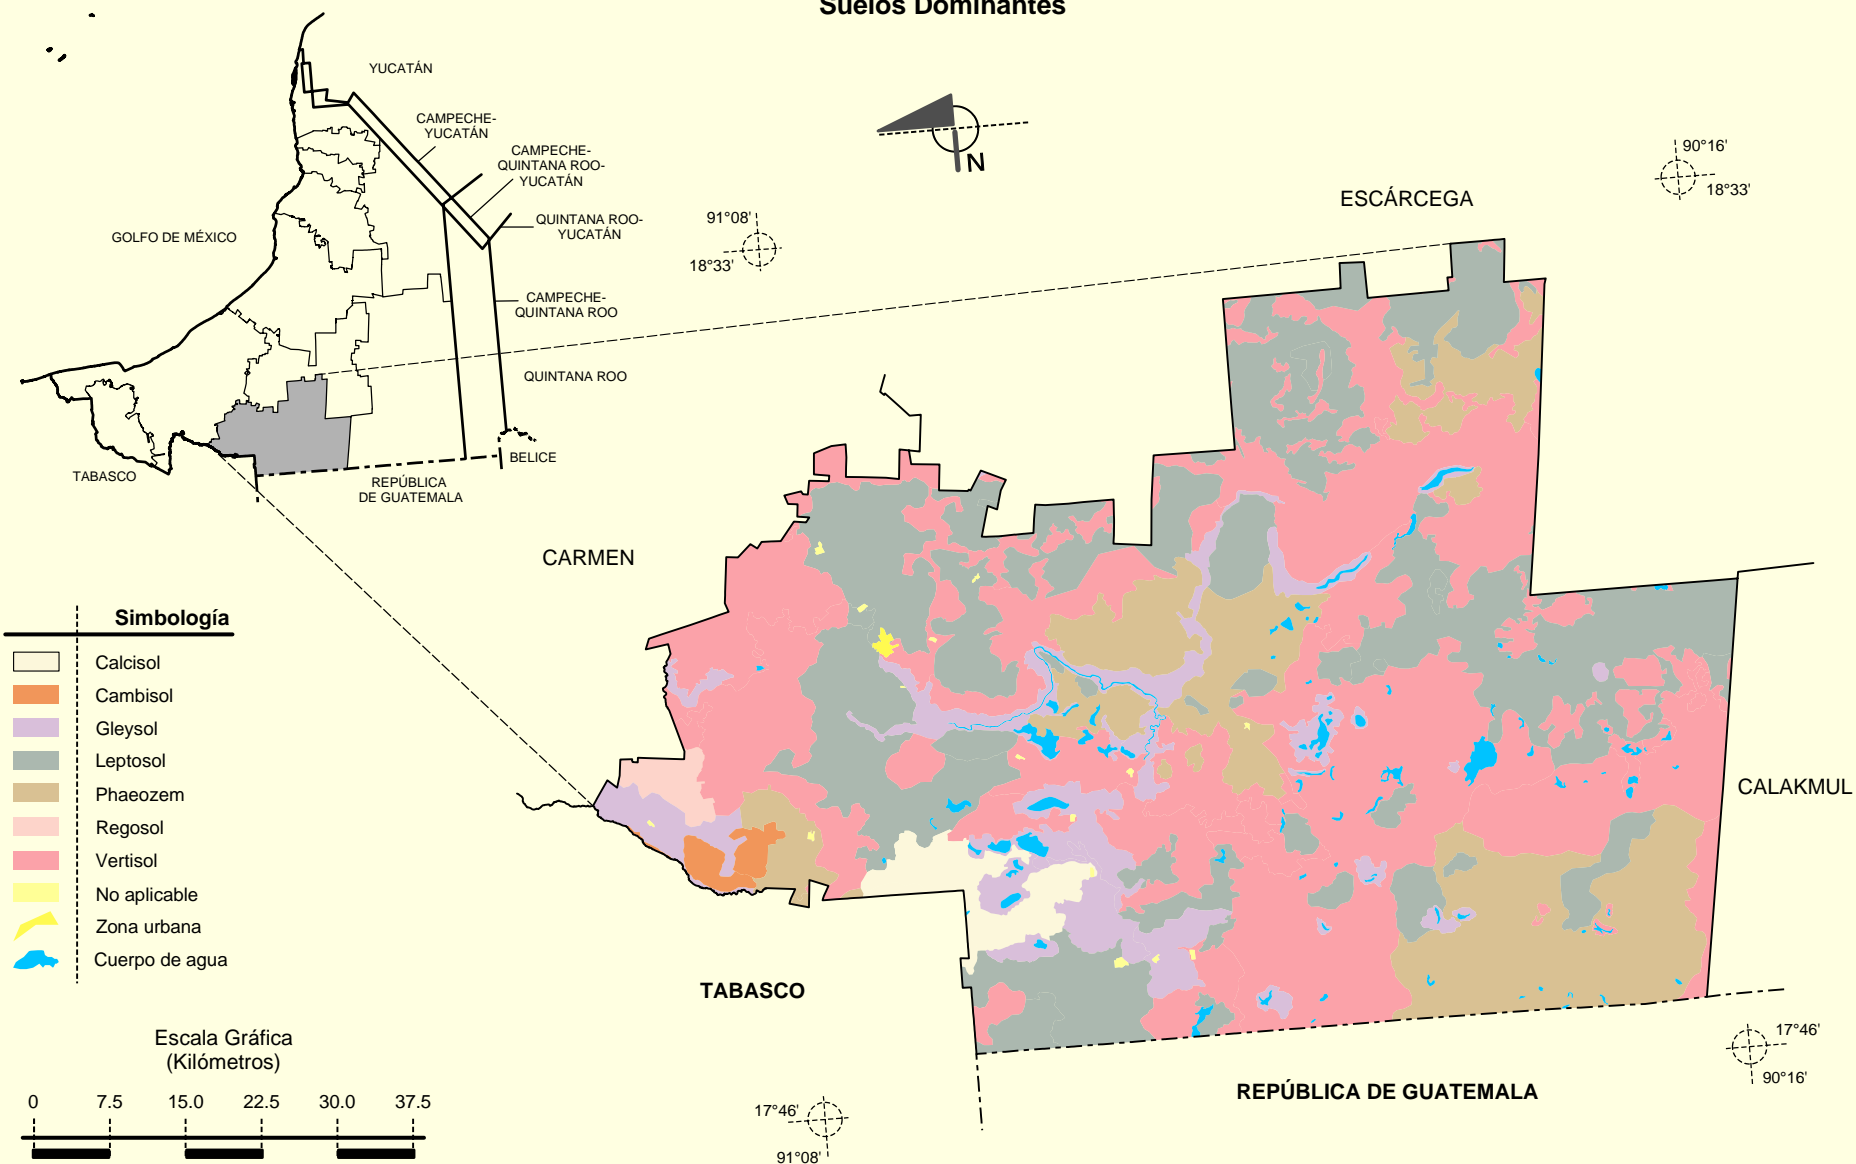 Suelos Dominantes
YUCATÁN
CAMPECHE-
YUCATÁN
CAMPECHE-
QUINTANA ROO-
YUCATÁN
QUINTANA ROO-
YUCATÁN
GOLFO DE MÉXICO
CAMPECHE-
QUINTANA ROO
QUINTANA ROO
BELICE
TABASCO
REPÚBLICA
DE GUATEMALA
N
91°08'
18°33'
90°16'
18°33'
ESCÁRCEGA
CARMEN
CALAKMUL
TABASCO
REPÚBLICA DE GUATEMALA
17°46'
91°08'
17°46'
90°16'
Simbología
Calcisol
Cambisol
Gleysol
Leptosol
Phaeozem
Regosol
Vertisol
No aplicable
Zona urbana
Cuerpo de agua
Escala Gráfica
(Kilómetros)
0 7.5 15.0 22.5 30.0 37.5